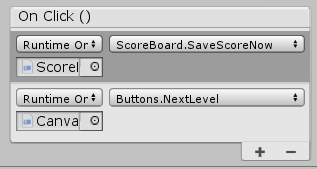 On Click ()
Runtime Or ScoreBoard.SaveScoreNow
Scorel
Runtime Or Buttons.NextLevel
Canva
+ −